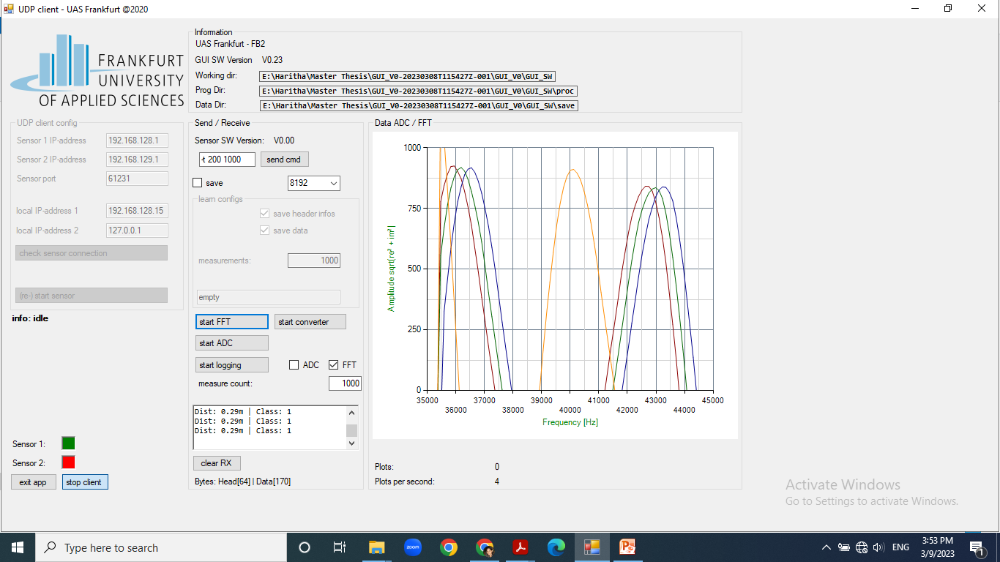 UDP client - UAS Frankfurt @2020
FRANKFURT
UNIVERSITY
OF APPLIED SCIENCES
Infomation
UAS Frankfurt - FB2
GUI SW Version V0.23
Working dir: E:\Haritha\Master Thesis\GUI_V0-20230308T115427Z-001\GUI_V0\GUI_SW
Prog Dir: E:\Haritha\Master Thesis\GUI_V0-20230308T115427Z-001\GUI_V0\GUI_SW\proc
Data Dir: E:\Haritha\Master Thesis\GUI_V0-20230308T115427Z-001\GUI_V0\GUI_SW\save
UDP client config
Sensor 1 IP-address 192.168.128.1
Sensor 2 IP-address 192.168.129.1
Sensor port 61231
local IP-address 1 192.168.128.15
local IP-address 2 127.0.0.1
check sensor connection
(re-) start sensor
info: idle
Sensor 1:
Sensor 2:
exit app stop client
Send / Receive
Sensor SW Version: V0.00
-t 200 1000 send cmd
save 8192
learn configs
save header infos
save data
measurements: 1000
empty
start FFT start converter
start ADC
start logging ADC FFT
measure count: 1000
Dist: 0.29m | Class: 1
Dist: 0.29m | Class: 1
Dist: 0.29m | Class: 1
clear RX
Bytes: Head[64] | Data[170]
Data ADC / FFT
1000
750
500
250
0
Amplitude sqrt(re² + im²)
35000 37000 39000 41000 43000 45000
36000 38000 40000 42000 44000
Frequency [Hz]
Plots: 0
Plots per second: 4
Activate Windows
Go to Settings to activate Windows.
Type here to search
zoom
ENG
3:53 PM
3/9/2023
1